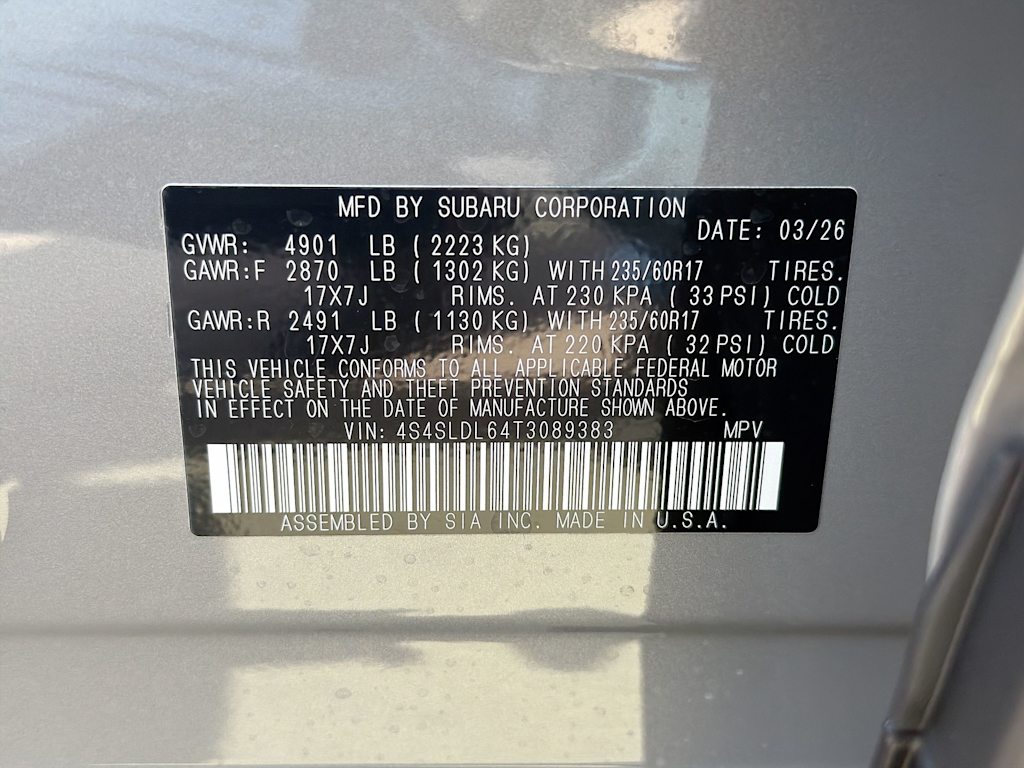 MFD BY SUBARU CORPORATION
DATE: 03/26
GVWR: 4901 LB ( 2223 KG)
GAWR:F 2870 LB ( 1302 KG) WITH 235/60R17 TIRES.
17X7J RIMS. AT 230 KPA ( 33 PSI) COLD
GAWR:R 2491 LB ( 1130 KG) WITH 235/60R17 TIRES.
17X7J RIMS. AT 220 KPA ( 32 PSI) COLD
THIS VEHICLE CONFORMS TO ALL APPLICABLE FEDERAL MOTOR
VEHICLE SAFETY AND THEFT PREVENTION STANDARDS
IN EFFECT ON THE DATE OF MANUFACTURE SHOWN ABOVE.
VIN: 4S4SLDL64T3089383 MPV
ASSEMBLED BY SIA INC. MADE IN U.S.A.